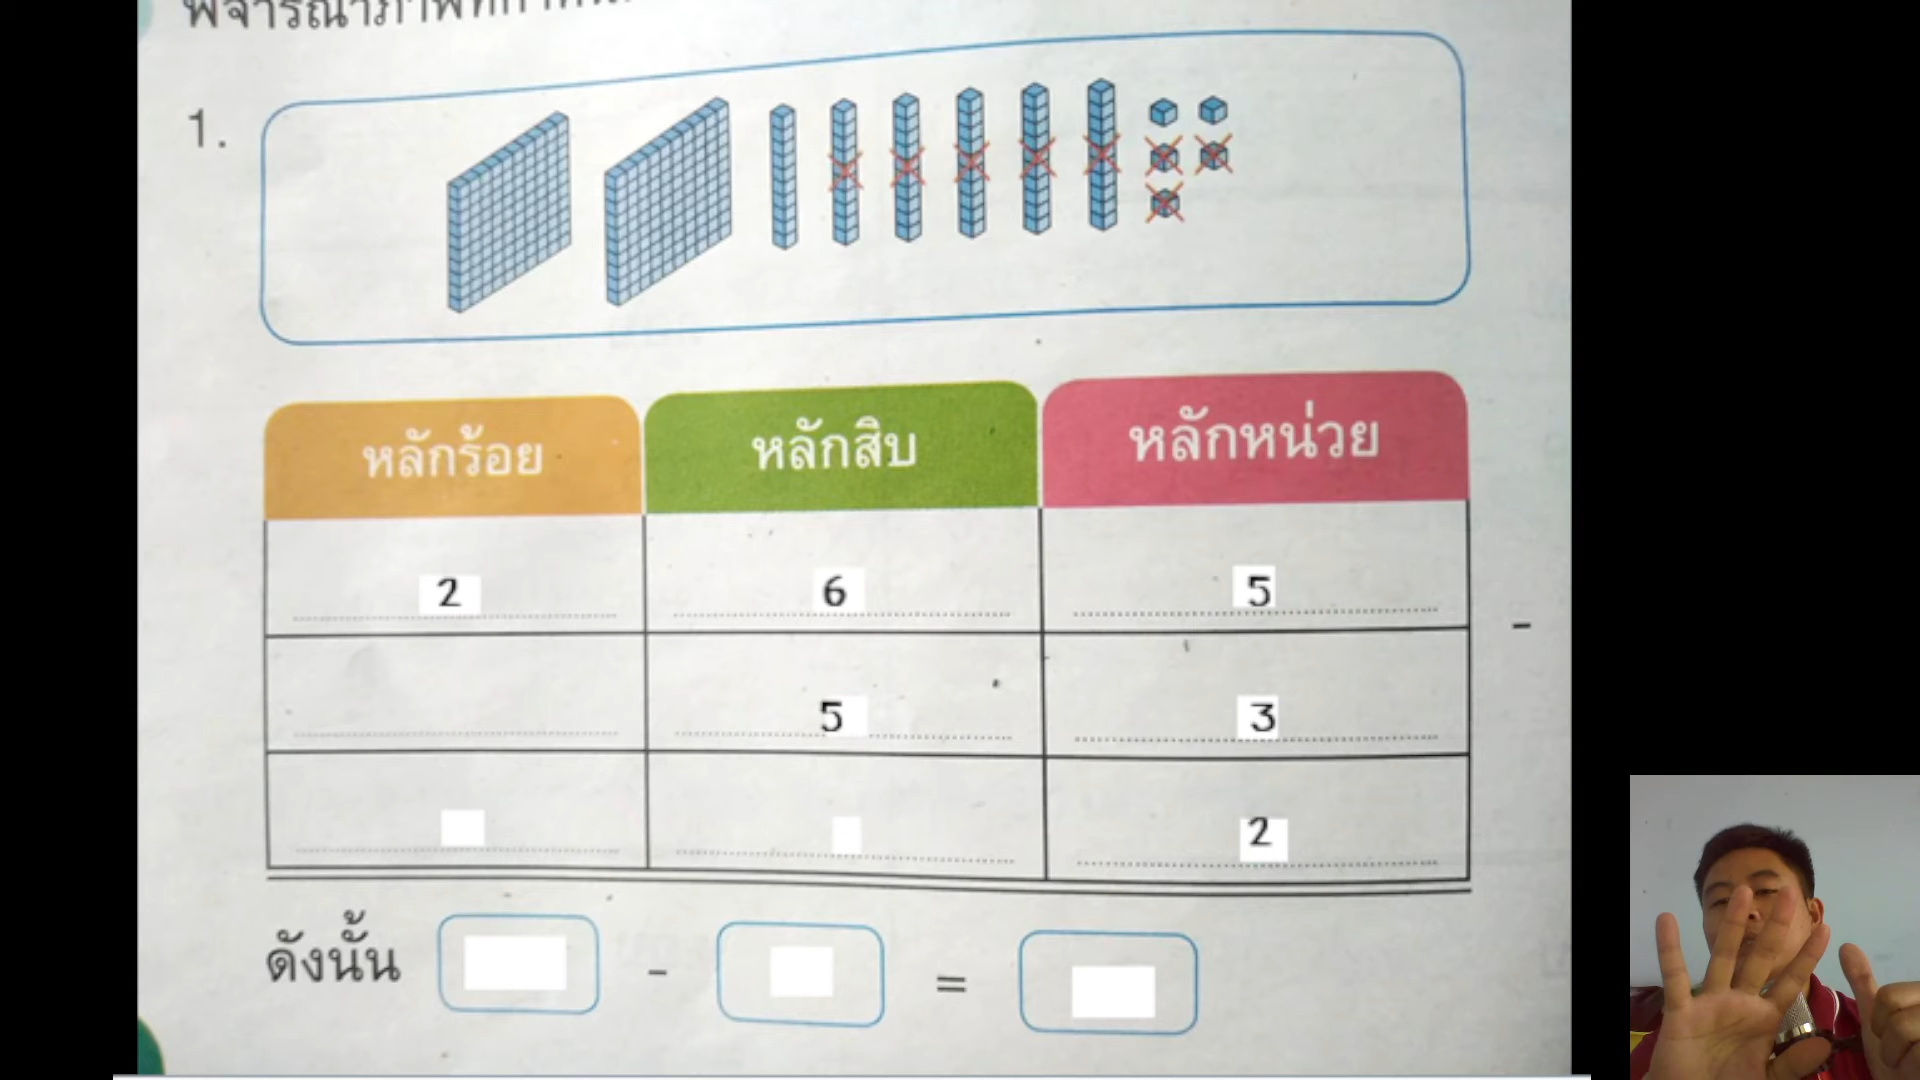 1.
หลักร้อย หลักสิบ หลักหน่วย
2 6 5
-
5 3
2
ดังนั้น - =